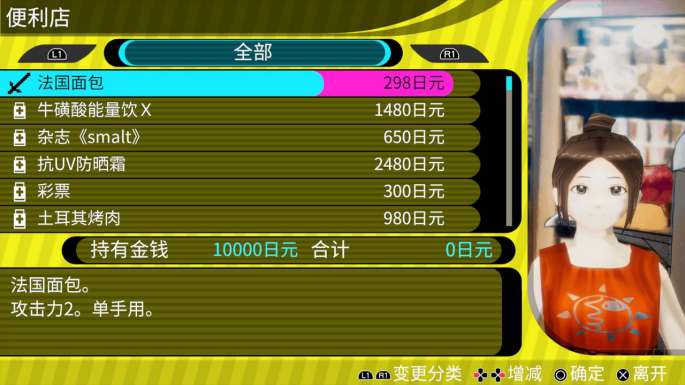 便利店
L1 全部 R1
法国面包 298日元
牛磺酸能量饮X 1480日元
杂志《smalt》 650日元
抗UV防晒霜 2480日元
彩票 300日元
土耳其烤肉 980日元
持有金钱 10000日元 合计 0日元
法国面包。
攻击力2。单手用。
L1 R1 变更分类 增减 确定 离开